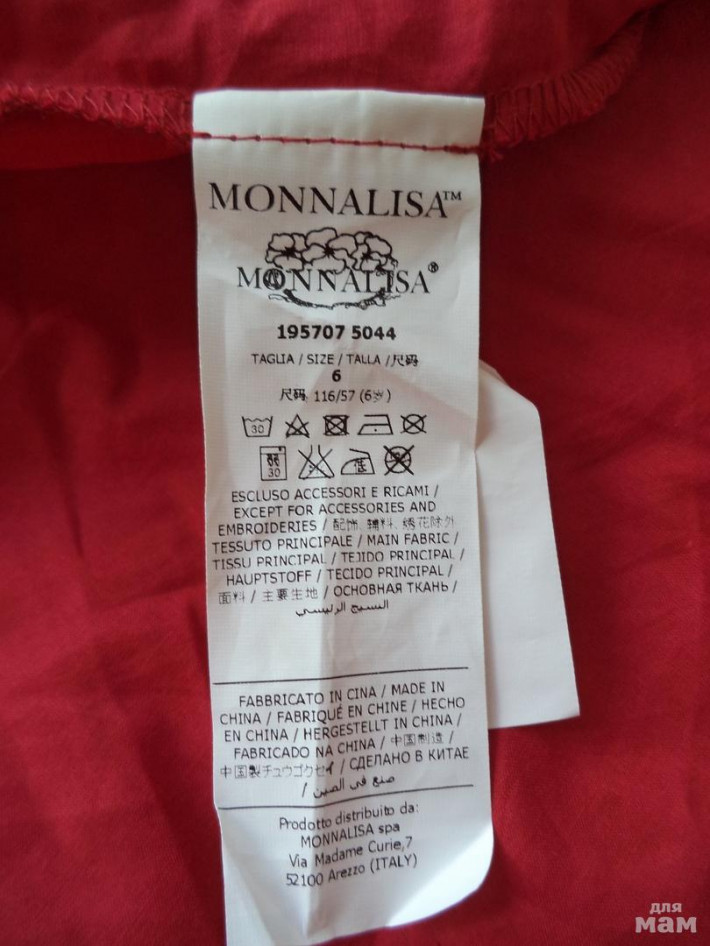 MONNALISA™
MONNALISA®
195707 5044
TAGLIA / SIZE / TALLA /尺码
6
尺码 116/57 (6岁)
30
30
ESCLUSO ACCESSORI E RICAMI /
EXCEPT FOR ACCESSORIES AND
EMBROIDERIES / 配饰、辅料、绣花除外
TESSUTO PRINCIPALE / MAIN FABRIC /
TISSU PRINCIPAL / TEJIDO PRINCIPAL /
HAUPTSTOFF / TECIDO PRINCIPAL /
面料 / 主要生地 / ОСНОВНАЯ ТКАНЬ /
النسيج الرئيسي
FABBRICATO IN CINA / MADE IN
CHINA / FABRIQUÉ EN CHINE / HECHO
EN CHINA / HERGESTELLT IN CHINA /
FABRICADO NA CHINA / 中国制造 /
中国製チュウゴクセイ / СДЕЛАНО В КИТАЕ
/ صنع في الصين
Prodotto distribuito da:
MONNALISA spa
Via Madame Curie,7
52100 Arezzo (ITALY)
для
мам